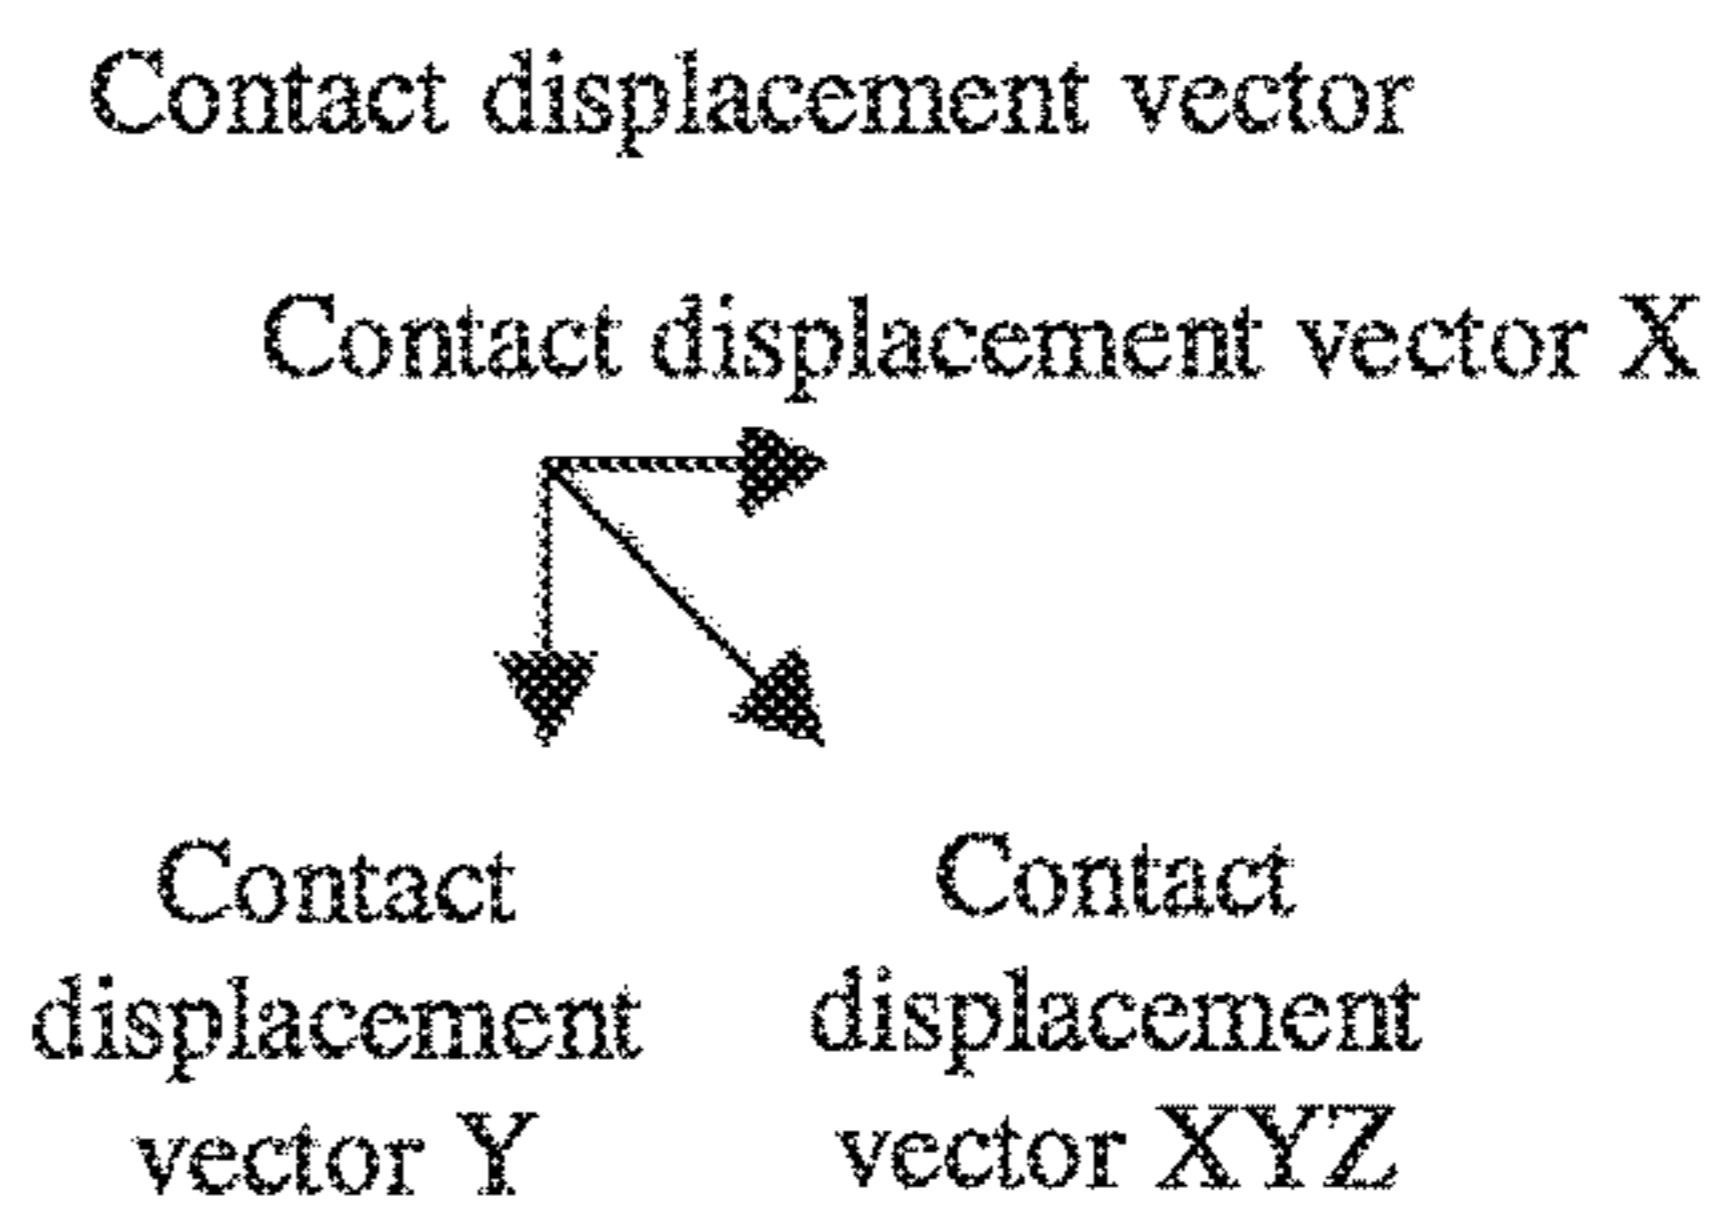 Contact displacement vector
Contact displacement vector X
Contact
displacement
vector Y
Contact
displacement
vector XYZ